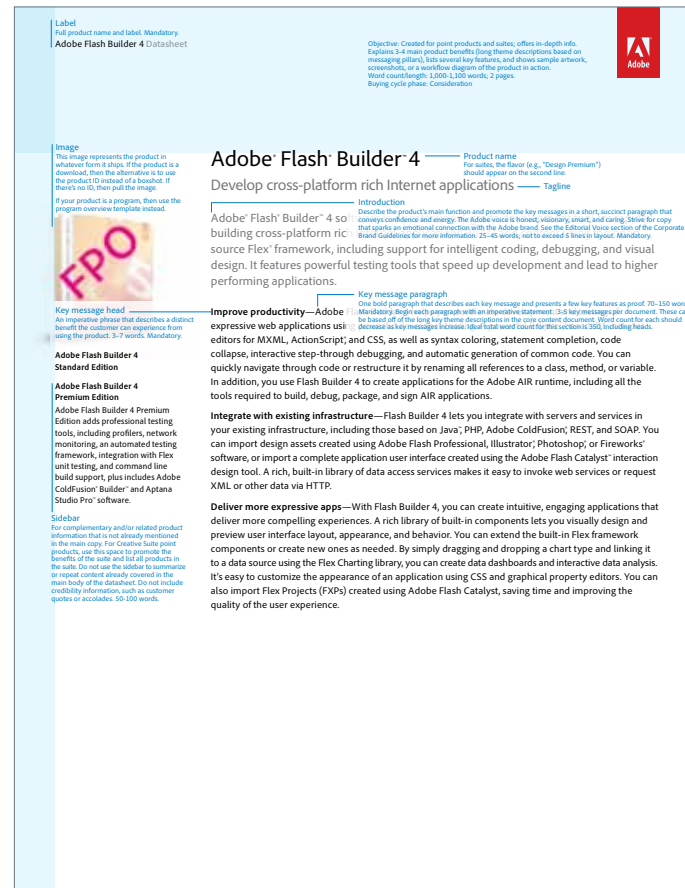 Label
Full product name and label. Mandatory.
Adobe Flash Builder 4 Datasheet
Objective: Created for point products and suites; offers in-depth info.
Explains 3-4 main product benefits (long theme descriptions based on
messaging pillars), lists several key features, and shows sample artwork,
screenshots, or a workflow diagram of the product in action.
Word count/length: 1,000-1,100 words; 2 pages.
Buying cycle phase: Consideration
Adobe
Image
This image represents the product in
whatever form it ships. If the product is a
download, then the alternative is to use
the product ID instead of a boxshot. If
there's no ID, then pull the image.
If your product is a program, then use the
program overview template instead.
FPO
Key message head
An imperative phrase that describes a distinct
benefit the customer can experience from
using the product. 3–7 words. Mandatory.
Adobe Flash Builder 4
Standard Edition
Adobe Flash Builder 4
Premium Edition
Adobe Flash Builder 4 Premium
Edition adds professional testing
tools, including profilers, network
monitoring, an automated testing
framework, integration with Flex
unit testing, and command line
build support, plus includes Adobe
ColdFusion® Builder™ and Aptana
Studio Pro™ software.
Sidebar
For complementary and/or related product
information that is not already mentioned
in the main copy. For Creative Suite point
products, use this space to promote the
benefits of the suite and list all products in
the suite. Do not use the sidebar to summarize
or repeat content already covered in the
main body of the datasheet. Do not include
credibility information, such as customer
quotes or accolades. 50-100 words.
Adobe® Flash® Builder™ 4
Product name
For suites, the flavor (e.g., "Design Premium")
should appear on the second line.
Develop cross-platform rich Internet applications
Tagline
Introduction
Describe the product's main function and promote the key messages in a short, succinct paragraph that
conveys confidence and energy. The Adobe voice is honest, visionary, smart, and caring. Strive for copy
that sparks an emotional connection with the Adobe brand. See the Editorial Voice section of the Corporate
Brand Guidelines for more information. 25–45 words; not to exceed 5 lines in layout. Mandatory.
Adobe® Flash® Builder™ 4 so
building cross-platform ric
source Flex® framework, including support for intelligent coding, debugging, and visual
design. It features powerful testing tools that speed up development and lead to higher
performing applications.
Key message paragraph
One bold paragraph that describes each key message and presents a few key features as proof. 70–150 word
Mandatory. Begin each paragraph with an imperative statement. 3–5 key messages per document. These ca
be based off of the long key theme descriptions in the core content document. Word count for each should
decrease as key messages increase. Ideal total word count for this section is 350, including heads.
Improve productivity—Adobe
expressive web applications usi
editors for MXML, ActionScript®, and CSS, as well as syntax coloring, statement completion, code
collapse, interactive step-through debugging, and automatic generation of common code. You can
quickly navigate through code or restructure it by renaming all references to a class, method, or variable.
In addition, you use Flash Builder 4 to create applications for the Adobe AIR runtime, including all the
tools required to build, debug, package, and sign AIR applications.
Integrate with existing infrastructure—Flash Builder 4 lets you integrate with servers and services in
your existing infrastructure, including those based on Java™, PHP, Adobe ColdFusion®, REST, and SOAP. You
can import design assets created using Adobe Flash Professional, Illustrator®, Photoshop®, or Fireworks®
software, or import a complete application user interface created using the Adobe Flash Catalyst™ interaction
design tool. A rich, built-in library of data access services makes it easy to invoke web services or request
XML or other data via HTTP.
Deliver more expressive apps—With Flash Builder 4, you can create intuitive, engaging applications that
deliver more compelling experiences. A rich library of built-in components lets you visually design and
preview user interface layout, appearance, and behavior. You can extend the built-in Flex framework
components or create new ones as needed. By simply dragging and dropping a chart type and linking it
to a data source using the Flex Charting library, you can create data dashboards and interactive data analysis.
It's easy to customize the appearance of an application using CSS and graphical property editors. You can
also import Flex Projects (FXPs) created using Adobe Flash Catalyst, saving time and improving the
quality of the user experience.